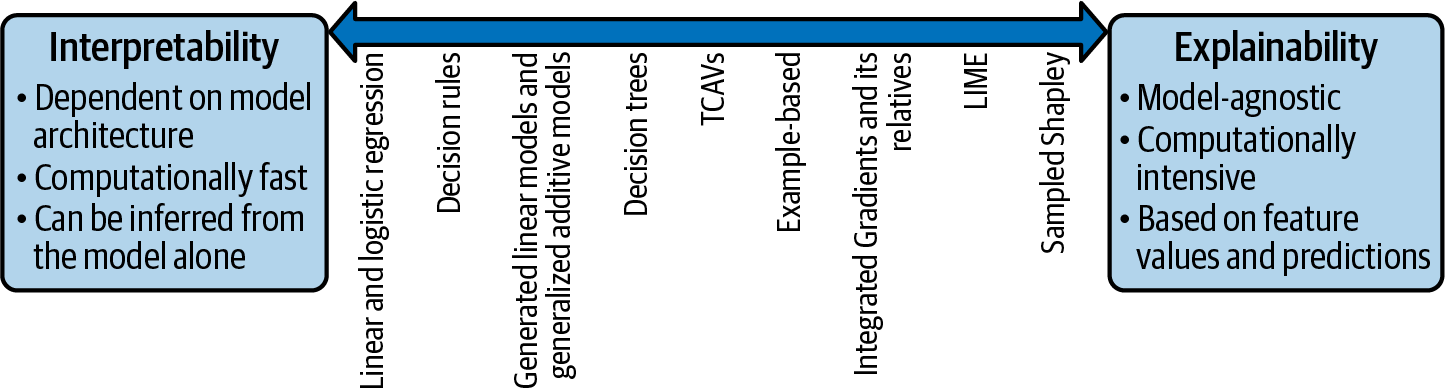 Interpretability
• Dependent on model
architecture
• Computationally fast
• Can be inferred from
the model alone
Linear and logistic regression
Decision rules
Generated linear models and
generalized additive models
Decision trees
TCAVs
Example-based
Integrated Gradients and its
relatives
LIME
Sampled Shapley
Explainability
• Model-agnostic
• Computationally
intensive
• Based on feature
values and predictions